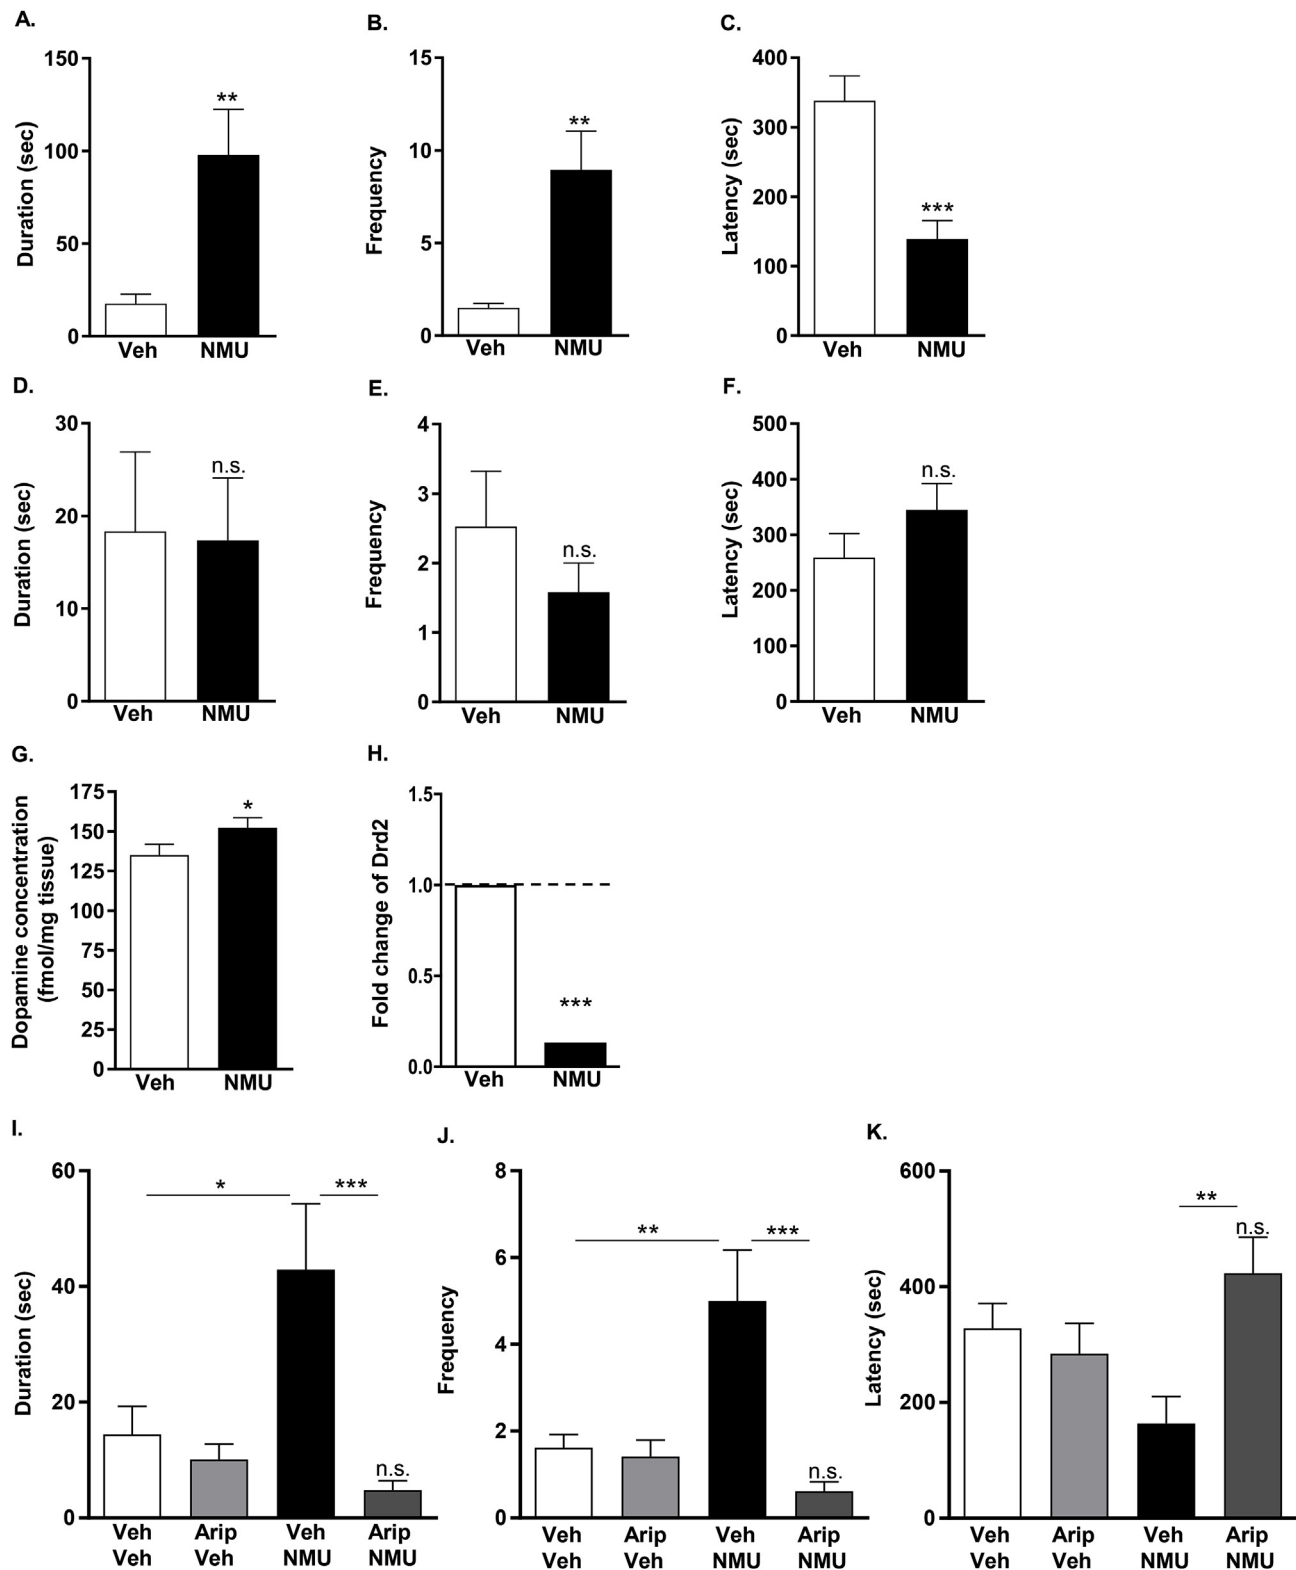 A.
Duration (sec)
150
100
50
0
**
Veh NMU
B.
Frequency
15
10
5
0
**
Veh NMU
C.
Latency (sec)
400
300
200
100
0
***
Veh NMU
D.
Duration (sec)
30
20
10
0
n.s.
Veh NMU
E.
Frequency
4
3
2
1
0
n.s.
Veh NMU
F.
Latency (sec)
500
400
300
200
100
0
n.s.
Veh NMU
G.
Dopamine concentration
(fmol/mg tissue)
175
150
125
100
75
50
25
0
*
Veh NMU
H.
Fold change of Drd2
1.5
1.0
0.5
0.0
***
Veh NMU
I.
Duration (sec)
60
40
20
0
* ***
n.s.
Veh Arip Veh Arip
Veh Veh NMU NMU
J.
Frequency
8
6
4
2
0
** ***
n.s.
Veh Arip Veh Arip
Veh Veh NMU NMU
K.
Latency (sec)
600
400
200
0
**
n.s.
Veh Arip Veh Arip
Veh Veh NMU NMU